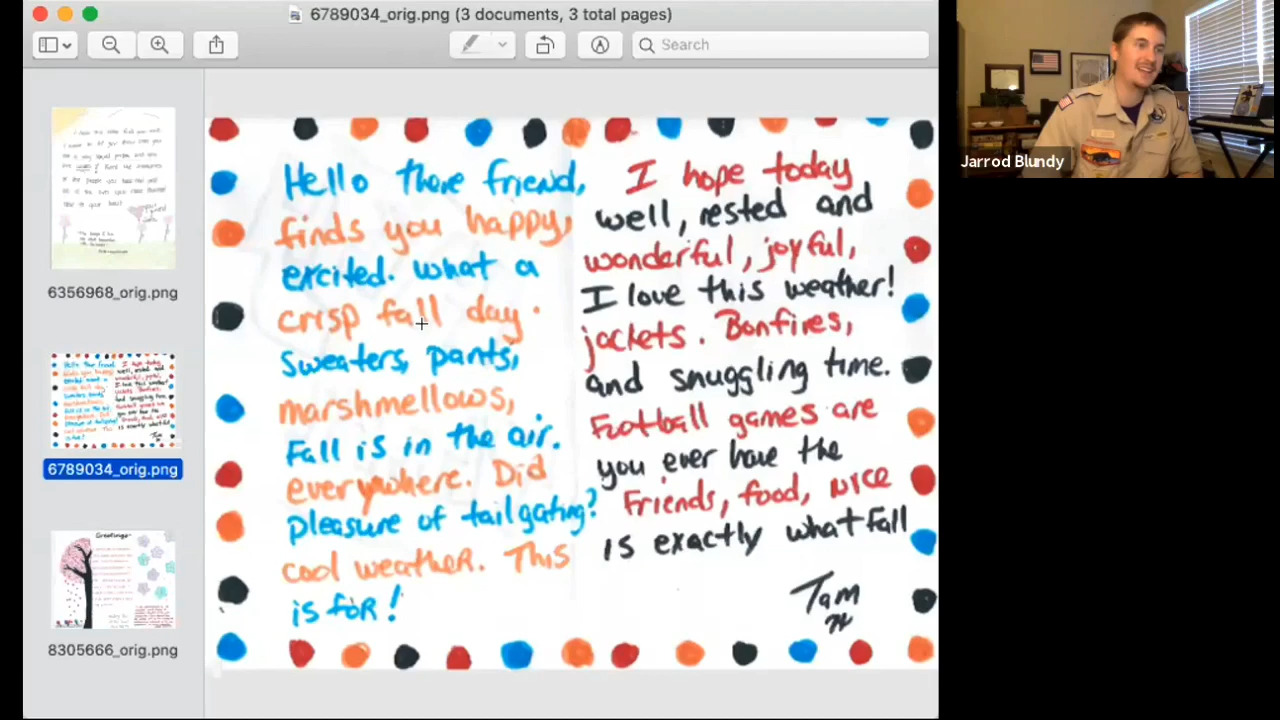 6789034_orig.png (3 documents, 3 total pages)
Search
Hello there friend, I hope today
finds you happy, well, rested and
excited. what a wonderful, joyful,
crisp fall day. I love this weather!
Sweaters, pants, jackets. Bonfires,
marshmellows, and snuggling time.
Fall is in the air. Football games are
everywhere. Did you ever have the
pleasure of tailgating? Friends, food, nice
cool weather. This is exactly what fall
is for!
Tam
6356968_orig.png
6789034_orig.png
Greetings-
8305666_orig.png
Jarrod Blundy